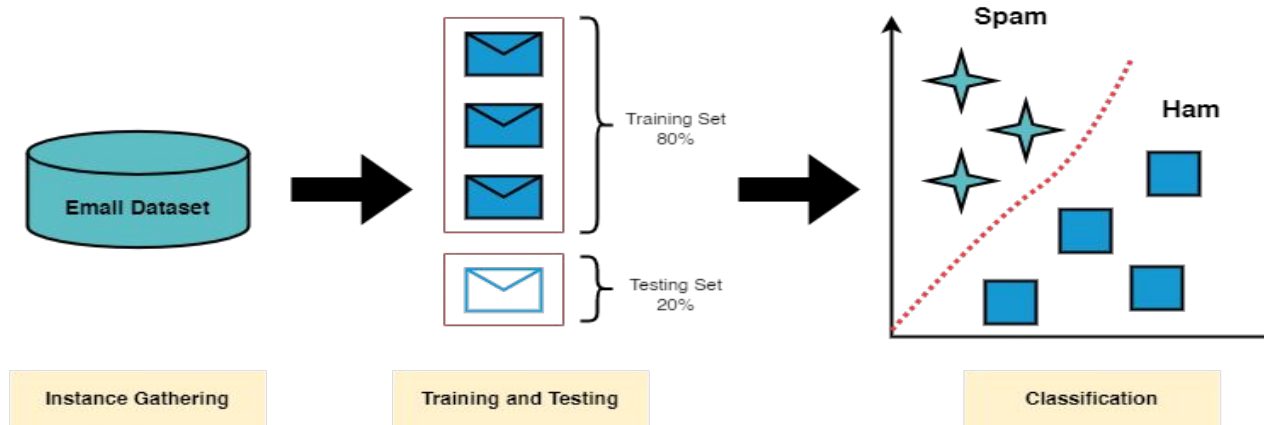 Email Dataset
Training Set
80%
Testing Set
20%
Spam
Ham
Instance Gathering
Training and Testing
Classification